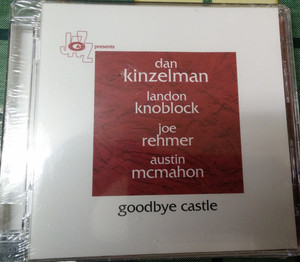 JAZZ presents
dan
kinzelman
landon
knoblock
joe
rehmer
austin
mcmahon
goodbye castle